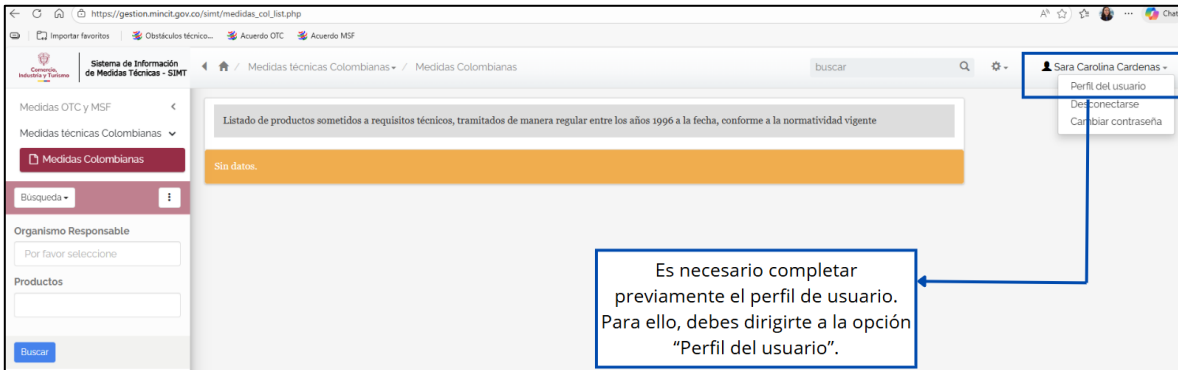 https://gestion.mincit.gov.co/simt/medidas_col_list.php
Chat
Importar favoritos
Obstáculos técnico...
Acuerdo OTC
Acuerdo MSF
Comercio,
Industria y Turismo
Sistema de Información
de Medidas Técnicas - SIMT
/ Medidas técnicas Colombianas / Medidas Colombianas
buscar
Sara Carolina Cardenas
Perfil del usuario
Desconectarse
Cambiar contraseña
Medidas OTC y MSF
Medidas técnicas Colombianas
Medidas Colombianas
Listado de productos sometidos a requisitos técnicos, tramitados de manera regular entre los años 1996 a la fecha, conforme a la normatividad vigente
Sin datos.
Búsqueda
Organismo Responsable
Por favor seleccione
Productos
Buscar
Es necesario completar
previamente el perfil de usuario.
Para ello, debes dirigirte a la opción
“Perfil del usuario”.